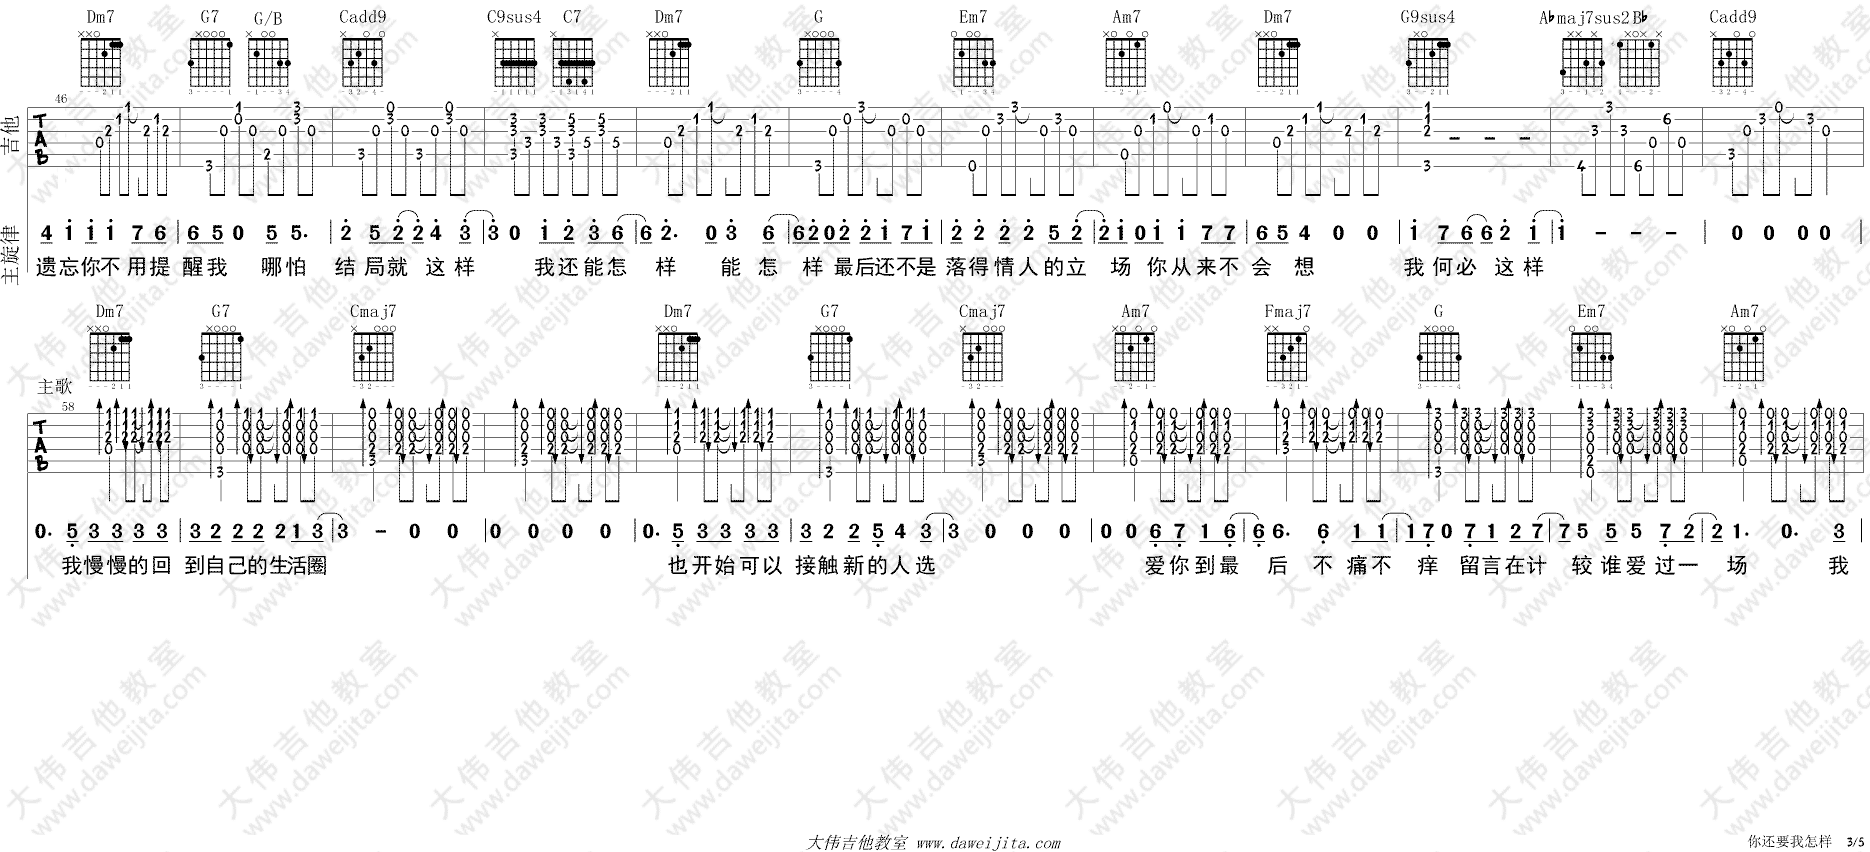 Dm7 G7 G/B Cadd9 C9sus4 C7 Dm7 G Em7 Am7 Dm7 G9sus4 A♭maj7sus2 B♭ Cadd9
46
吉他
TAB
主旋律
4 1 1 1 7 6 | 6 5 0 5 5. | 2 5 2 2 4 3 | 3 0 1 2 3 6 | 6 2. 0 3 6 | 6 2 0 2 2 1 7 1 | 2 2 2 2 5 2 | 2 1 0 1 1 7 7 | 6 5 4 0 0 | 1 7 6 6 2 1 | 1 - - - | 0 0 0 0 |
遗忘你不用提 醒我 哪怕 结局就 这样 我还能怎 样 能 怎 样 最后还不是 落得情人的立 场 你从来不 会 想 我何必 这样
Dm7 G7 Cmaj7 Dm7 G7 Cmaj7 Am7 Fmaj7 G Em7 Am7
主歌
58
TAB
0. 5 3 3 3 3 | 3 2 2 2 2 1 3 | 3 - 0 0 | 0 0 0 0 | 0. 5 3 3 3 3 | 3 2 2 5 4 3 | 3 0 0 0 | 0 0 6 7 1 6 | 6 6. 6 1 1 | 1 7 0 7 1 2 7 | 7 5 5 5 7 2 | 2 1. 0. 3 |
我慢慢的回 到自己的生活圈 也开始可以 接触新的人选 爱你到最 后 不 痛不 痒 留言在计 较谁爱过一 场 我
大伟吉他教室 www.daweijita.com
你还要我怎样 3/5